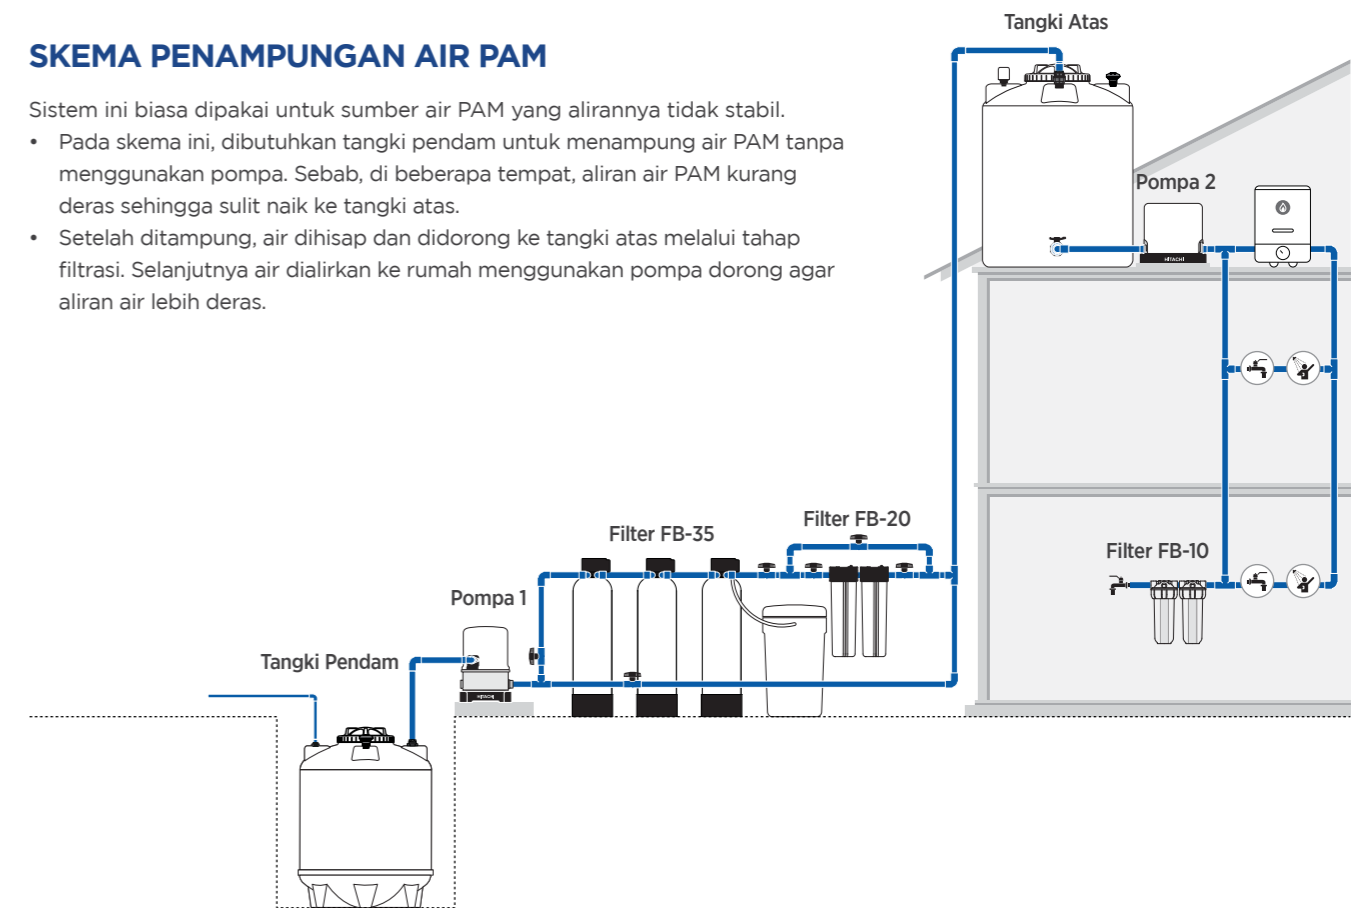 SKEMA PENAMPUNGAN AIR PAM
Sistem ini biasa dipakai untuk sumber air PAM yang alirannya tidak stabil.
• Pada skema ini, dibutuhkan tangki pendam untuk menampung air PAM tanpa
menggunakan pompa. Sebab, di beberapa tempat, aliran air PAM kurang
deras sehingga sulit naik ke tangki atas.
• Setelah ditampung, air dihisap dan didorong ke tangki atas melalui tahap
filtrasi. Selanjutnya air dialirkan ke rumah menggunakan pompa dorong agar
aliran air lebih deras.
Tangki Atas
Pompa 2
HITACHI
Filter FB-20
Filter FB-35
Filter FB-10
Pompa 1
Tangki Pendam
HITACHI